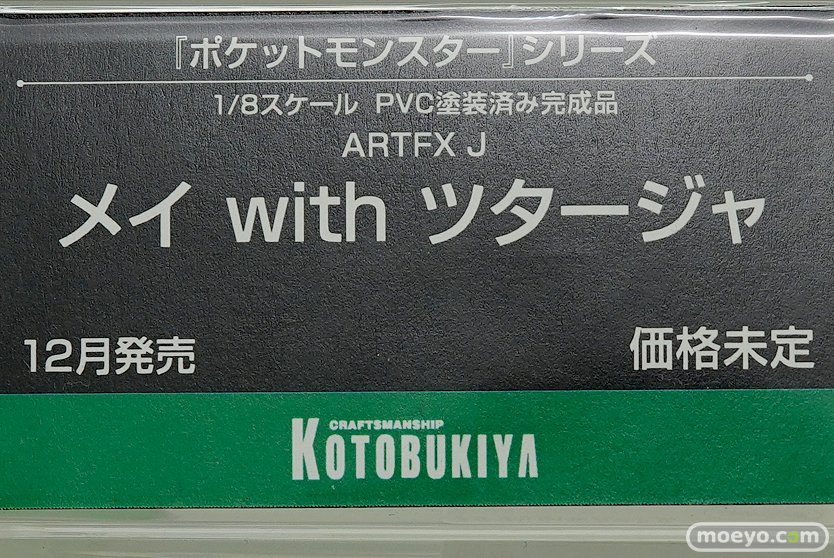 『ポケットモンスター』シリーズ
1/8スケール PVC塗装済み完成品
ARTFX J
メイ with ツタージャ
12月発売
価格未定
CRAFTSMANSHIP
KOTOBUKIYA
moeyo.com